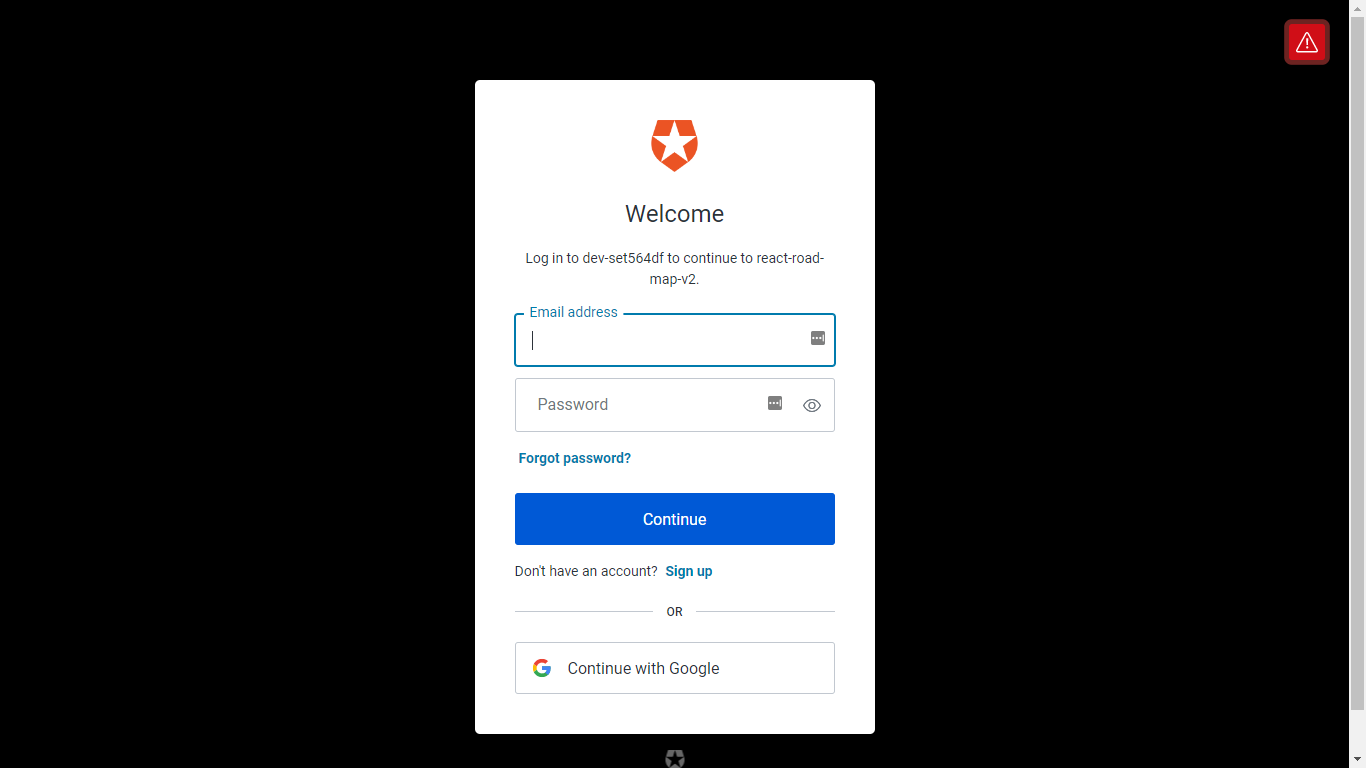 Welcome
Log in to dev-set564df to continue to react-road-
map-v2.
Email address
Password
Forgot password?
Continue
Don't have an account? Sign up
OR
Continue with Google